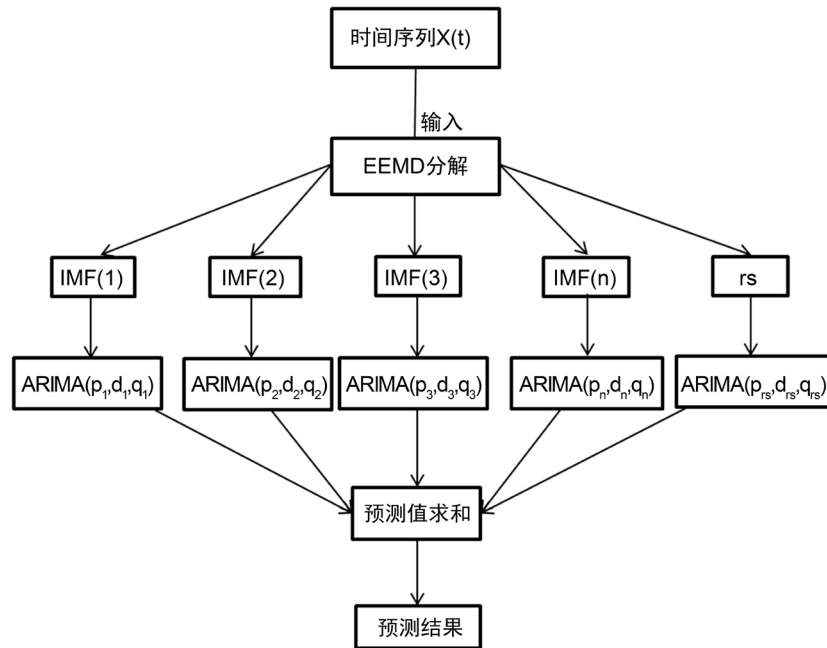 时间序列X(t)
输入
EEMD分解
IMF(1)
IMF(2)
IMF(3)
IMF(n)
rs
ARIMA(p₁,d₁,q₁)
ARIMA(p₂,d₂,q₂)
ARIMA(p₃,d₃,q₃)
ARIMA(pₙ,dₙ,qₙ)
ARIMA(pᵣₛ,dᵣₛ,qᵣₛ)
预测值求和
预测结果